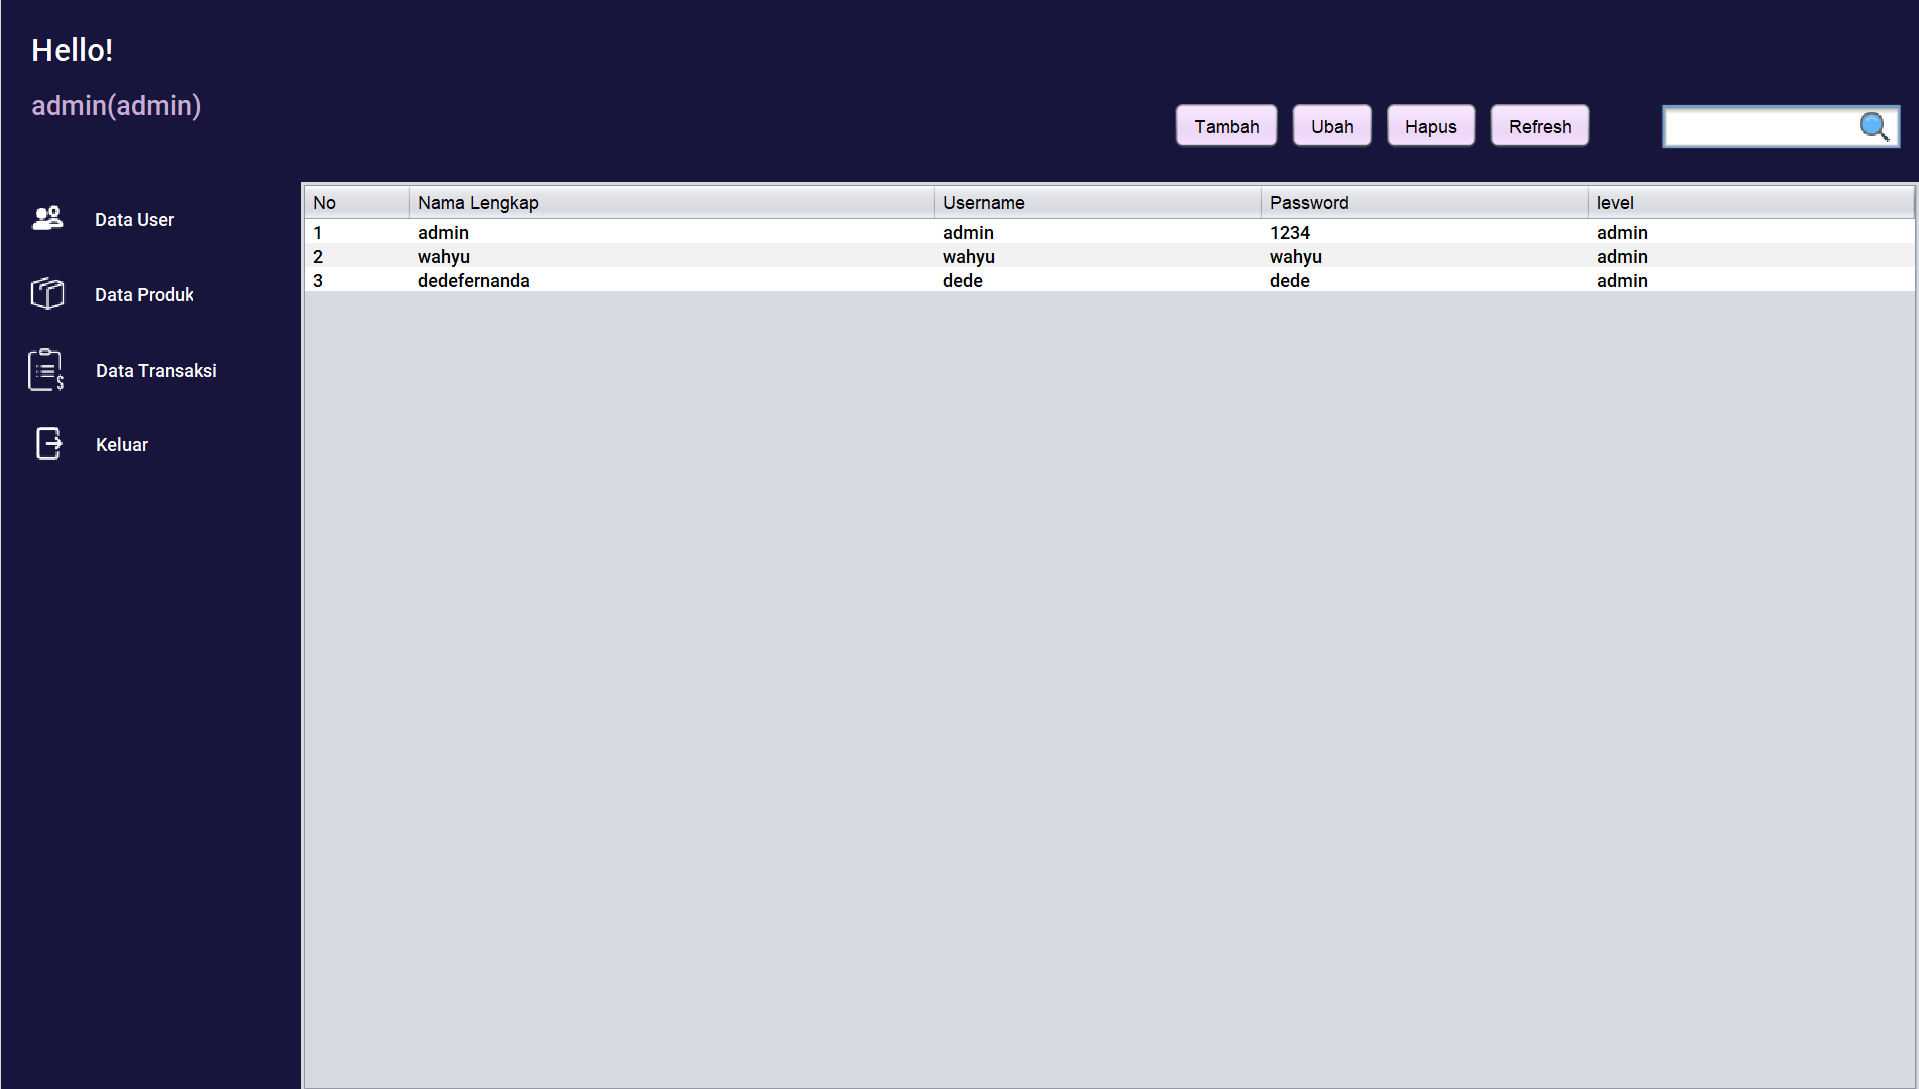 Hello!
admin(admin)
Tambah Ubah Hapus Refresh
Data User
Data Produk
Data Transaksi
Keluar
No Nama Lengkap Username Password level
1 admin admin 1234 admin
2 wahyu wahyu wahyu admin
3 dedefernanda dede dede admin